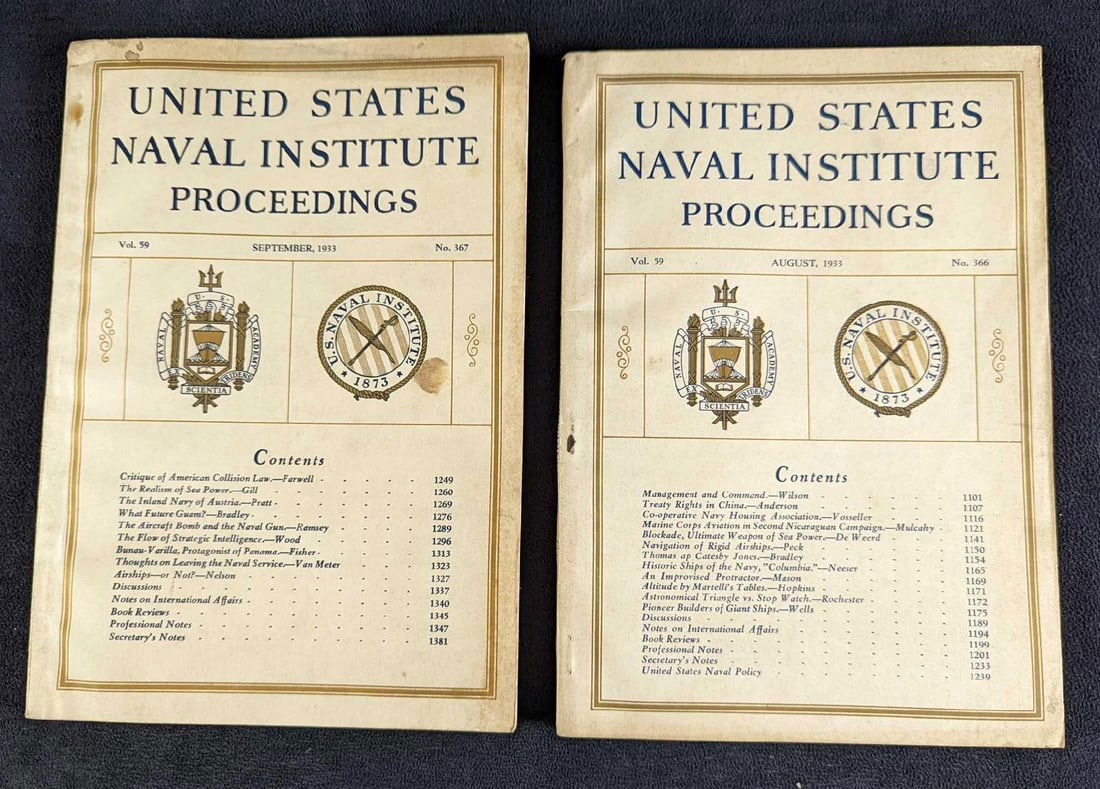 UNITED STATES
NAVAL INSTITUTE
PROCEEDINGS
Vol. 59 SEPTEMBER, 1933 No. 367
U. S.
NAVAL ACADEMY
EX SCIENTIA TRIDENS
U.S. NAVAL INSTITUTE
1873
Contents
Critique of American Collision Law.—Farwell 1249
The Realism of Sea Power.—Gill 1260
The Inland Navy of Austria.—Pratt 1269
What Future Guam?—Bradley 1276
The Aircraft Bomb and the Naval Gun.—Ramsey 1289
The Flow of Strategic Intelligence.—Wood 1296
Bunau-Varilla, Protagonist of Panama.—Fisher 1313
Thoughts on Leaving the Naval Service.—Van Meter 1323
Airships—or Not?—Nelson 1327
Discussions 1337
Notes on International Affairs 1340
Book Reviews 1345
Professional Notes 1347
Secretary's Notes 1381
UNITED STATES
NAVAL INSTITUTE
PROCEEDINGS
Vol. 59 AUGUST, 1933 No. 366
U. S.
NAVAL ACADEMY
EX SCIENTIA TRIDENS
U.S. NAVAL INSTITUTE
1873
Contents
Management and Command.—Wilson 1101
Treaty Rights in China.—Anderson 1107
Co-operative Navy Housing Association.—Vosseller 1116
Marine Corps Aviation in Second Nicaraguan Campaign.—Mulcahy 1121
Blockade, Ultimate Weapon of Sea Power.—De Weerd 1141
Navigation of Rigid Airships.—Peck 1150
Thomas ap Catesby Jones.—Bradley 1154
Historic Ships of the Navy, "Columbia."—Neeser 1165
An Improvised Protractor.—Mason 1169
Altitude by Martelli's Tables.—Hopkins 1171
Astronomical Triangle vs. Stop Watch.—Rochester 1172
Pioneer Builders of Giant Ships.—Wells 1175
Discussions 1189
Notes on International Affairs 1194
Book Reviews 1199
Professional Notes 1201
Secretary's Notes 1233
United States Naval Policy 1239